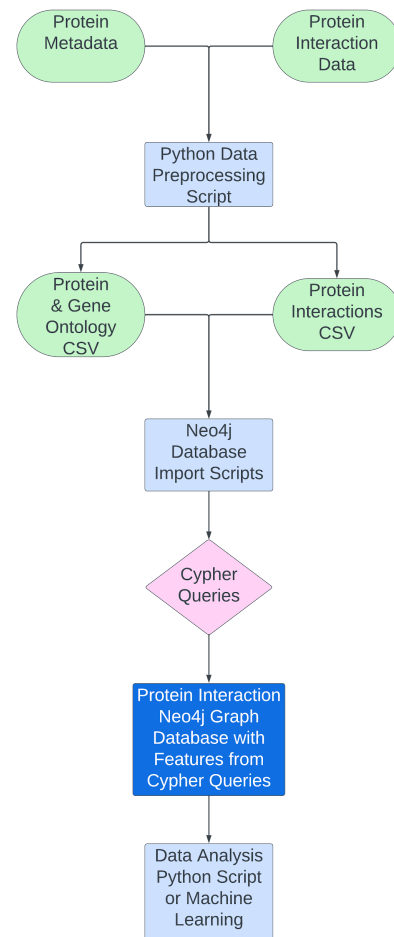 Protein
Metadata
Protein
Interaction
Data
Python Data
Preprocessing
Script
Protein
& Gene
Ontology
CSV
Protein
Interactions
CSV
Neo4j
Database
Import Scripts
Cypher
Queries
Protein Interaction
Neo4j Graph
Database with
Features from
Cypher Queries
Data Analysis
Python Script
or Machine
Learning